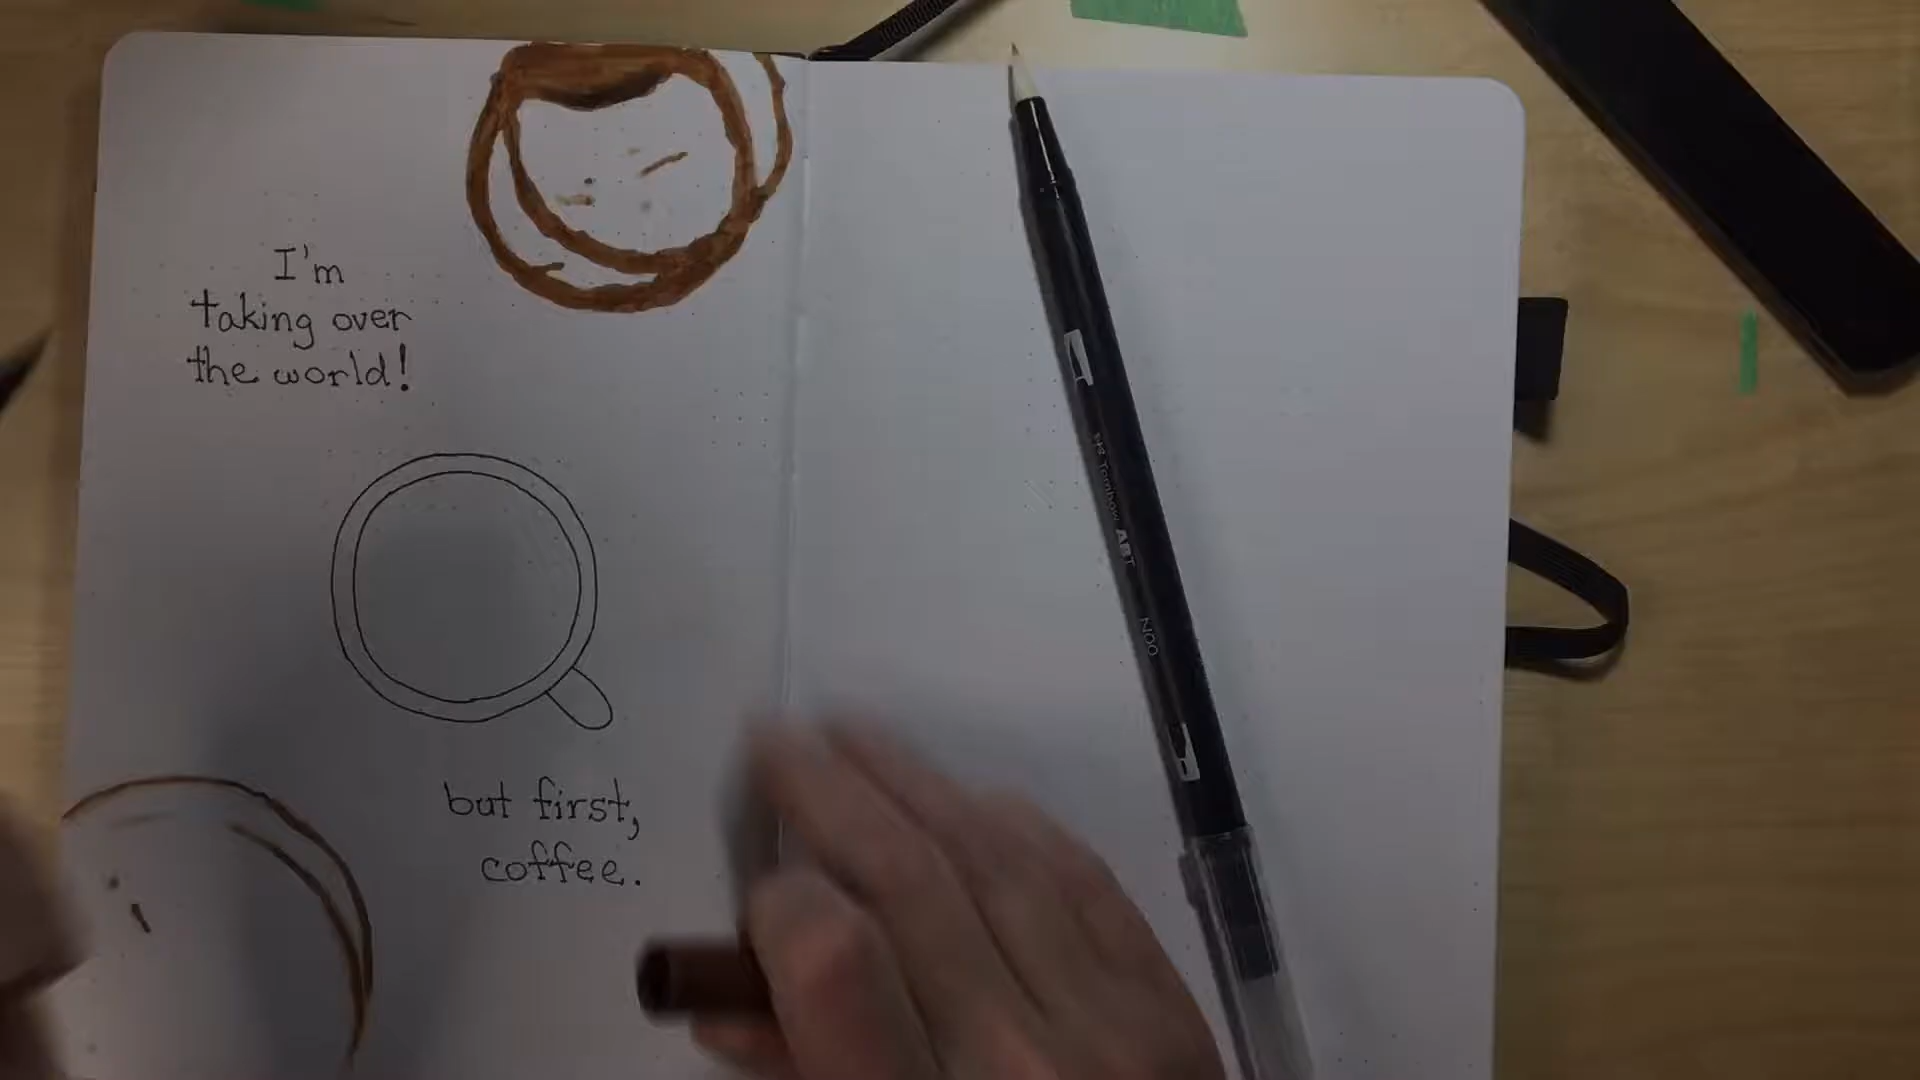 I'm
taking over
the world!
but first,
coffee.
Tombow ABT
N00